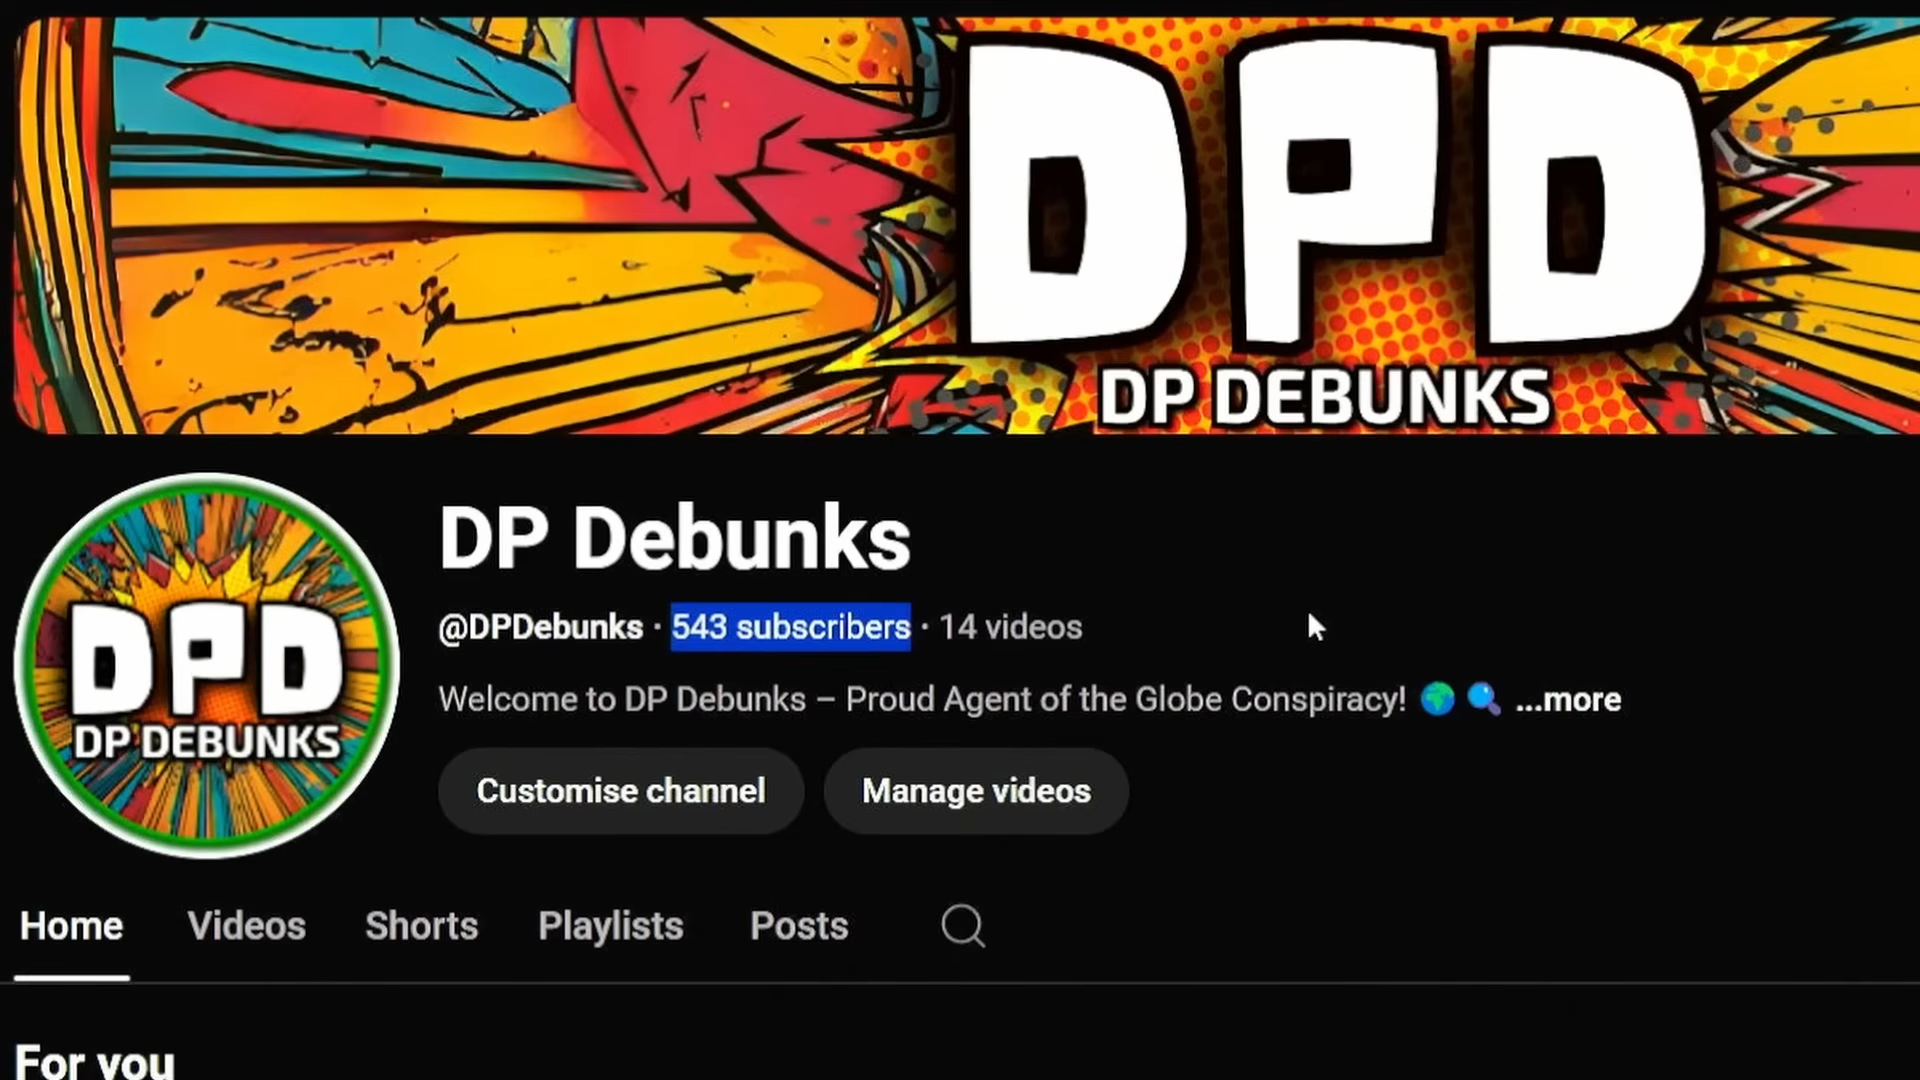 DPD
DP DEBUNKS
DPD
DP DEBUNKS
DP Debunks
@DPDebunks · 543 subscribers · 14 videos
Welcome to DP Debunks – Proud Agent of the Globe Conspiracy! 🌍 🔍 ...more
Customise channel Manage videos
Home Videos Shorts Playlists Posts
For you